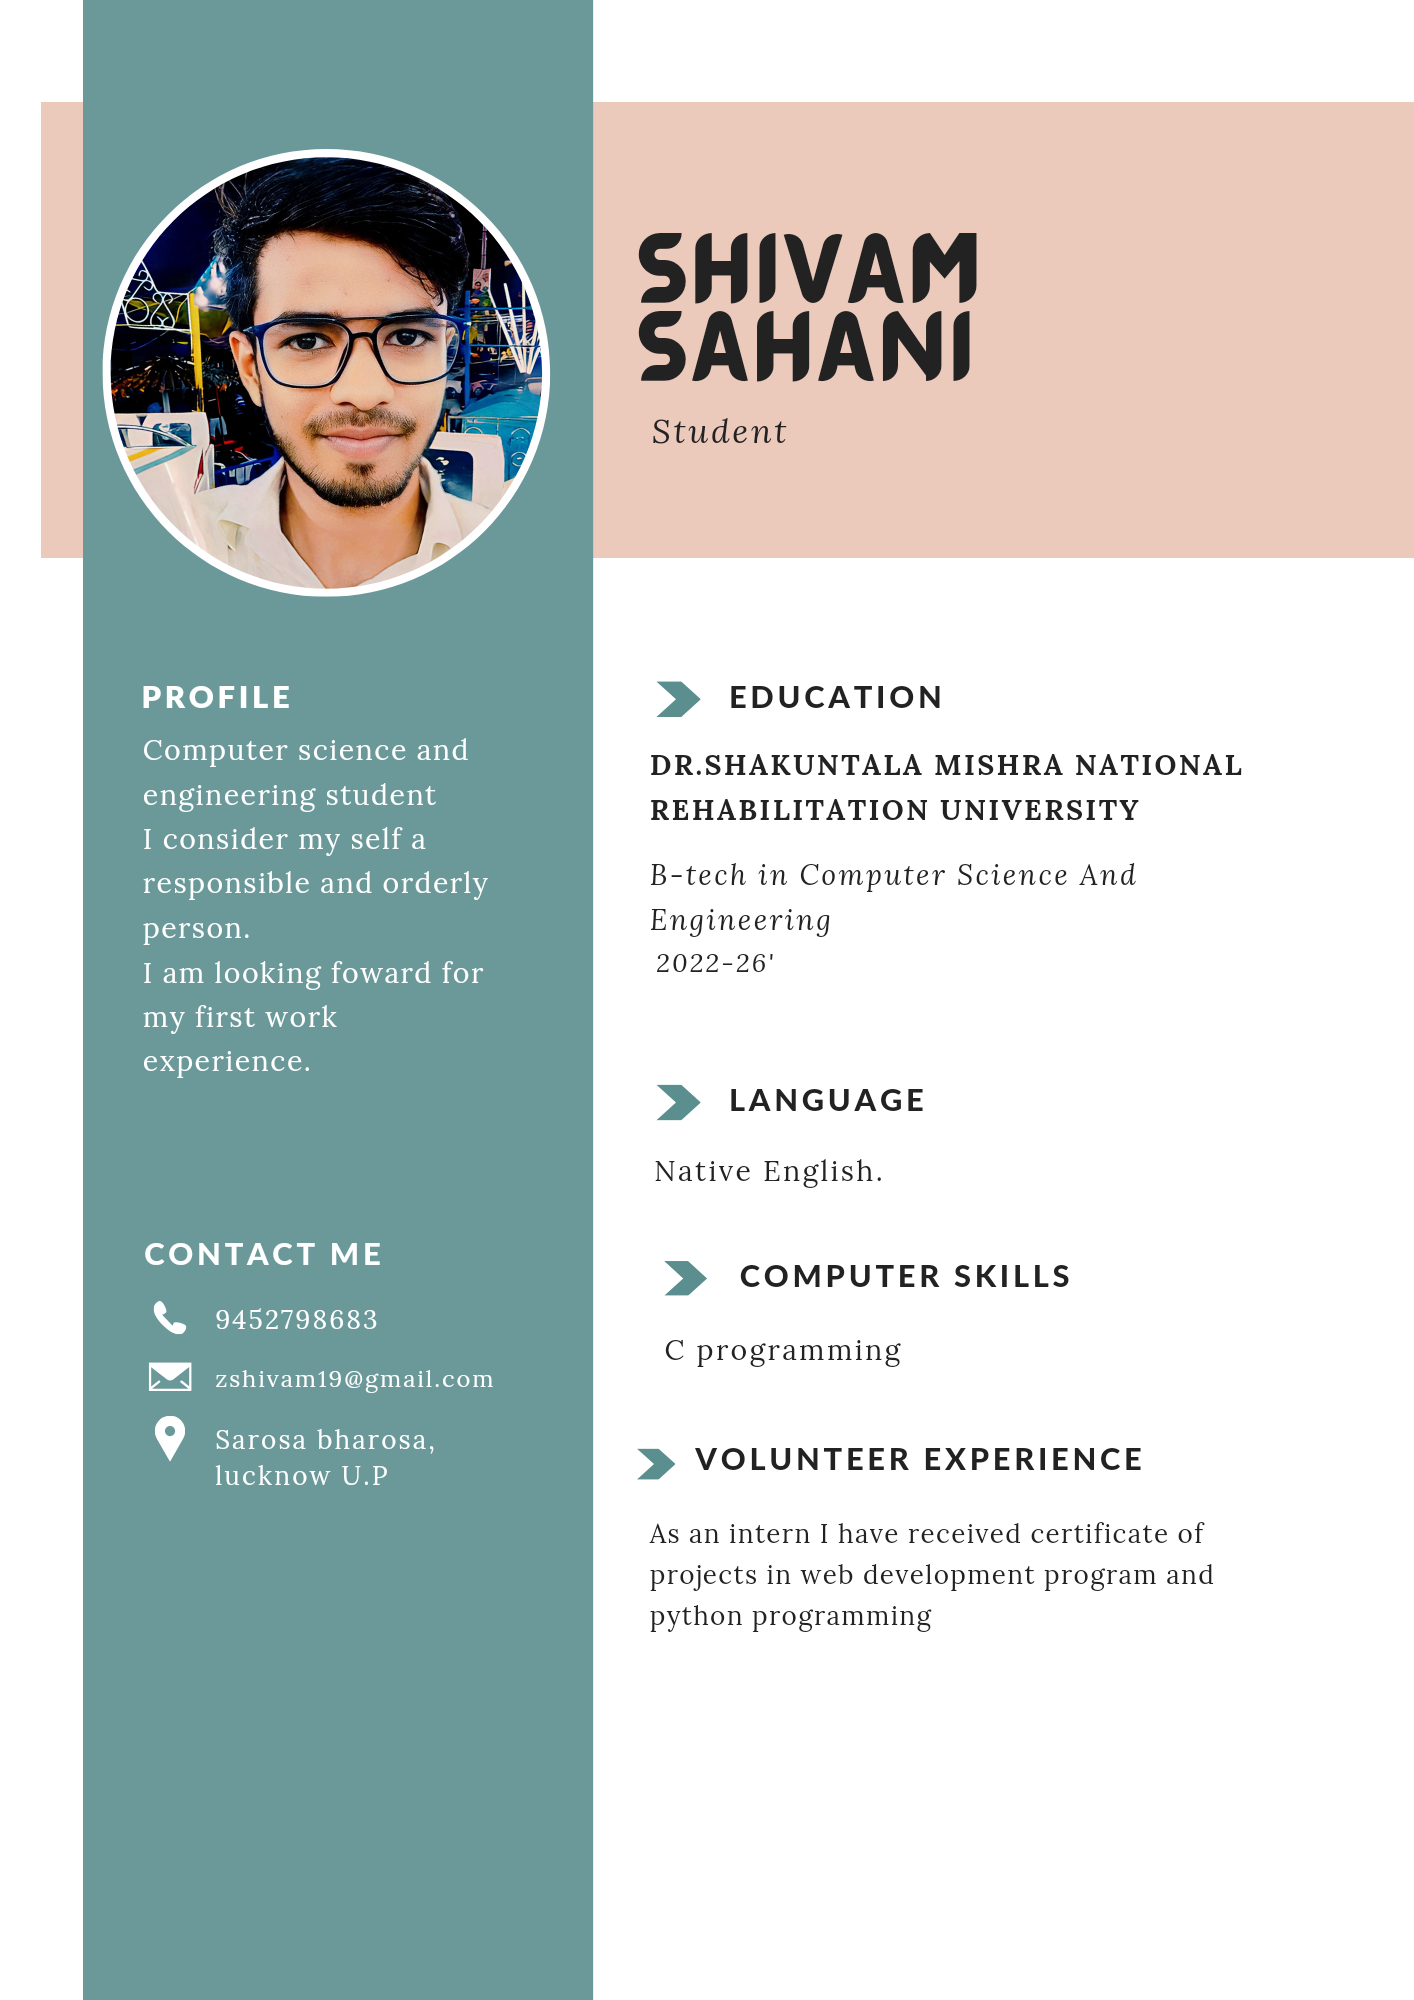 SHIVAM
SAHANI
Student
PROFILE
Computer science and
engineering student
I consider my self a
responsible and orderly
person.
I am looking foward for
my first work
experience.
CONTACT ME
9452798683
zshivam19@gmail.com
Sarosa bharosa,
lucknow U.P
EDUCATION
DR.SHAKUNTALA MISHRA NATIONAL
REHABILITATION UNIVERSITY
B-tech in Computer Science And
Engineering
2022-26'
LANGUAGE
Native English.
COMPUTER SKILLS
C programming
VOLUNTEER EXPERIENCE
As an intern I have received certificate of
projects in web development program and
python programming